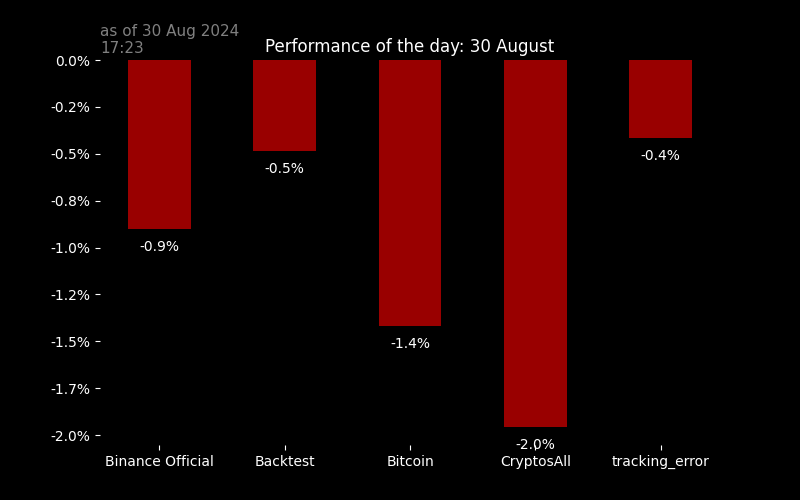 as of 30 Aug 2024
17:23
Performance of the day: 30 August
0.0%
-0.2%
-0.5%
-0.8%
-1.0%
-1.2%
-1.5%
-1.7%
-2.0%
-0.9%
-0.5%
-1.4%
-2.0%
-0.4%
Binance Official
Backtest
Bitcoin
CryptosAll
tracking_error